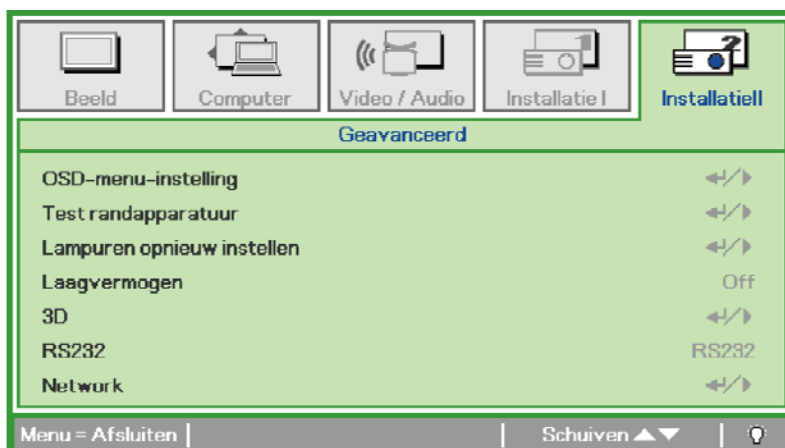 Beeld
Computer
Video / Audio
Installatie I
InstallatieII
Geavanceerd
OSD-menu-instelling
Test randapparatuur
Lampuren opnieuw instellen
Laagvermogen Off
3D
RS232 RS232
Network
Menu = Afsluiten
Schuiven